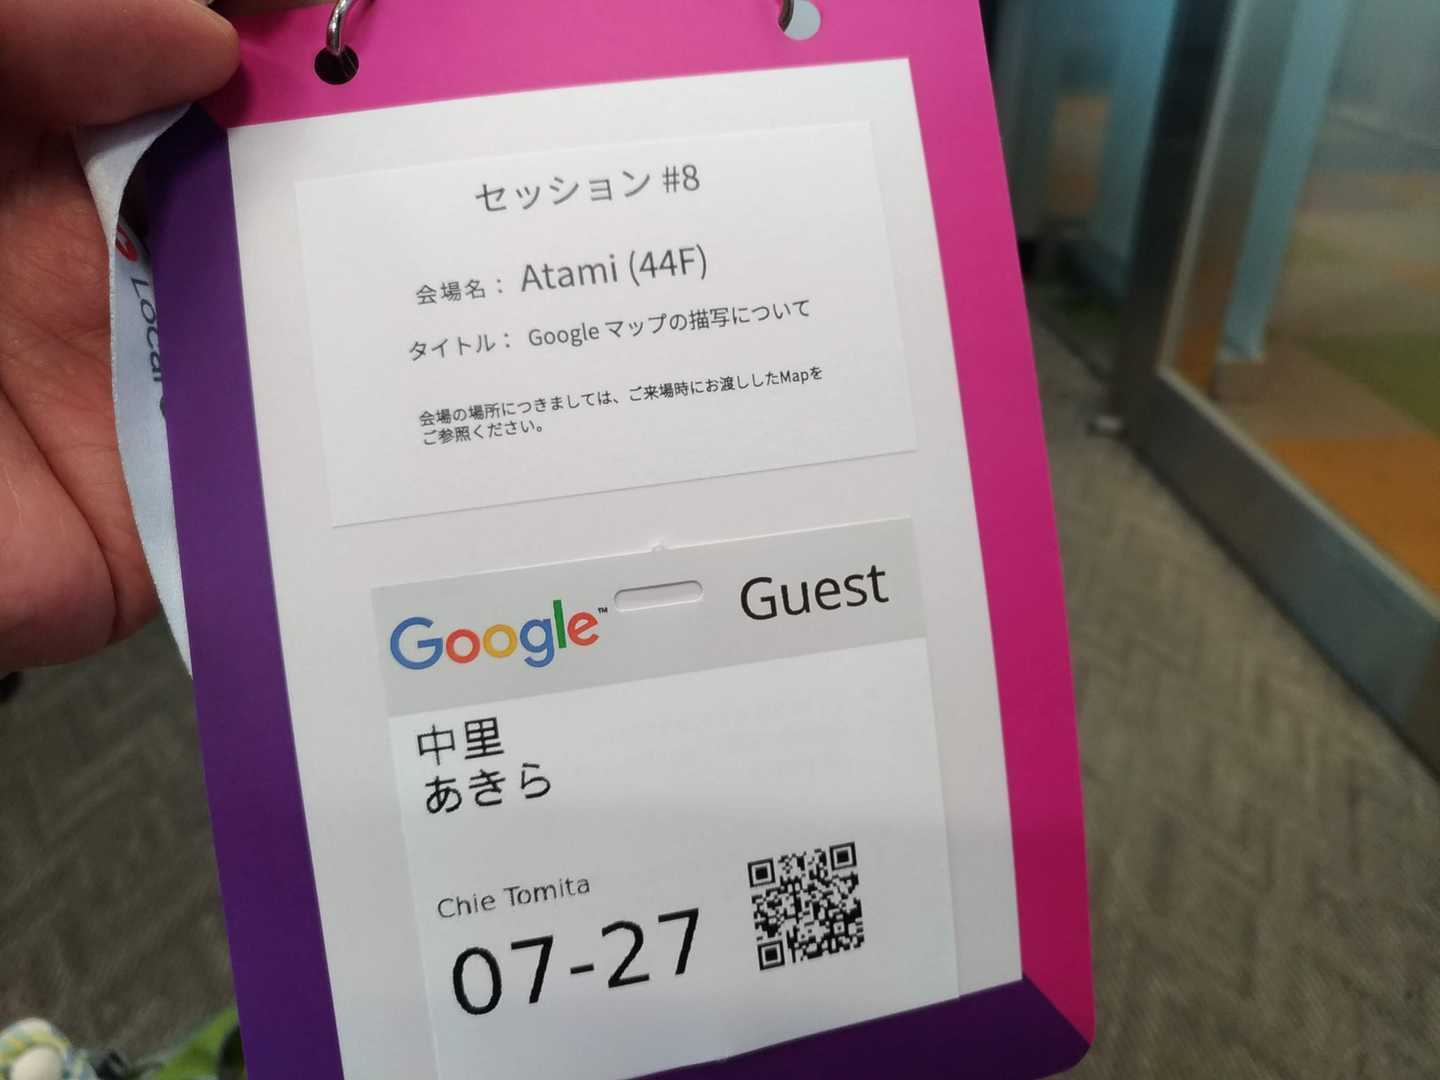 セッション #8
会場名： Atami (44F)
タイトル： Google マップの描写について
会場の場所につきましては、ご来場時にお渡ししたMapを
ご参照ください。
Google™ Guest
中里
あきら
Chie Tomita
07-27
Local